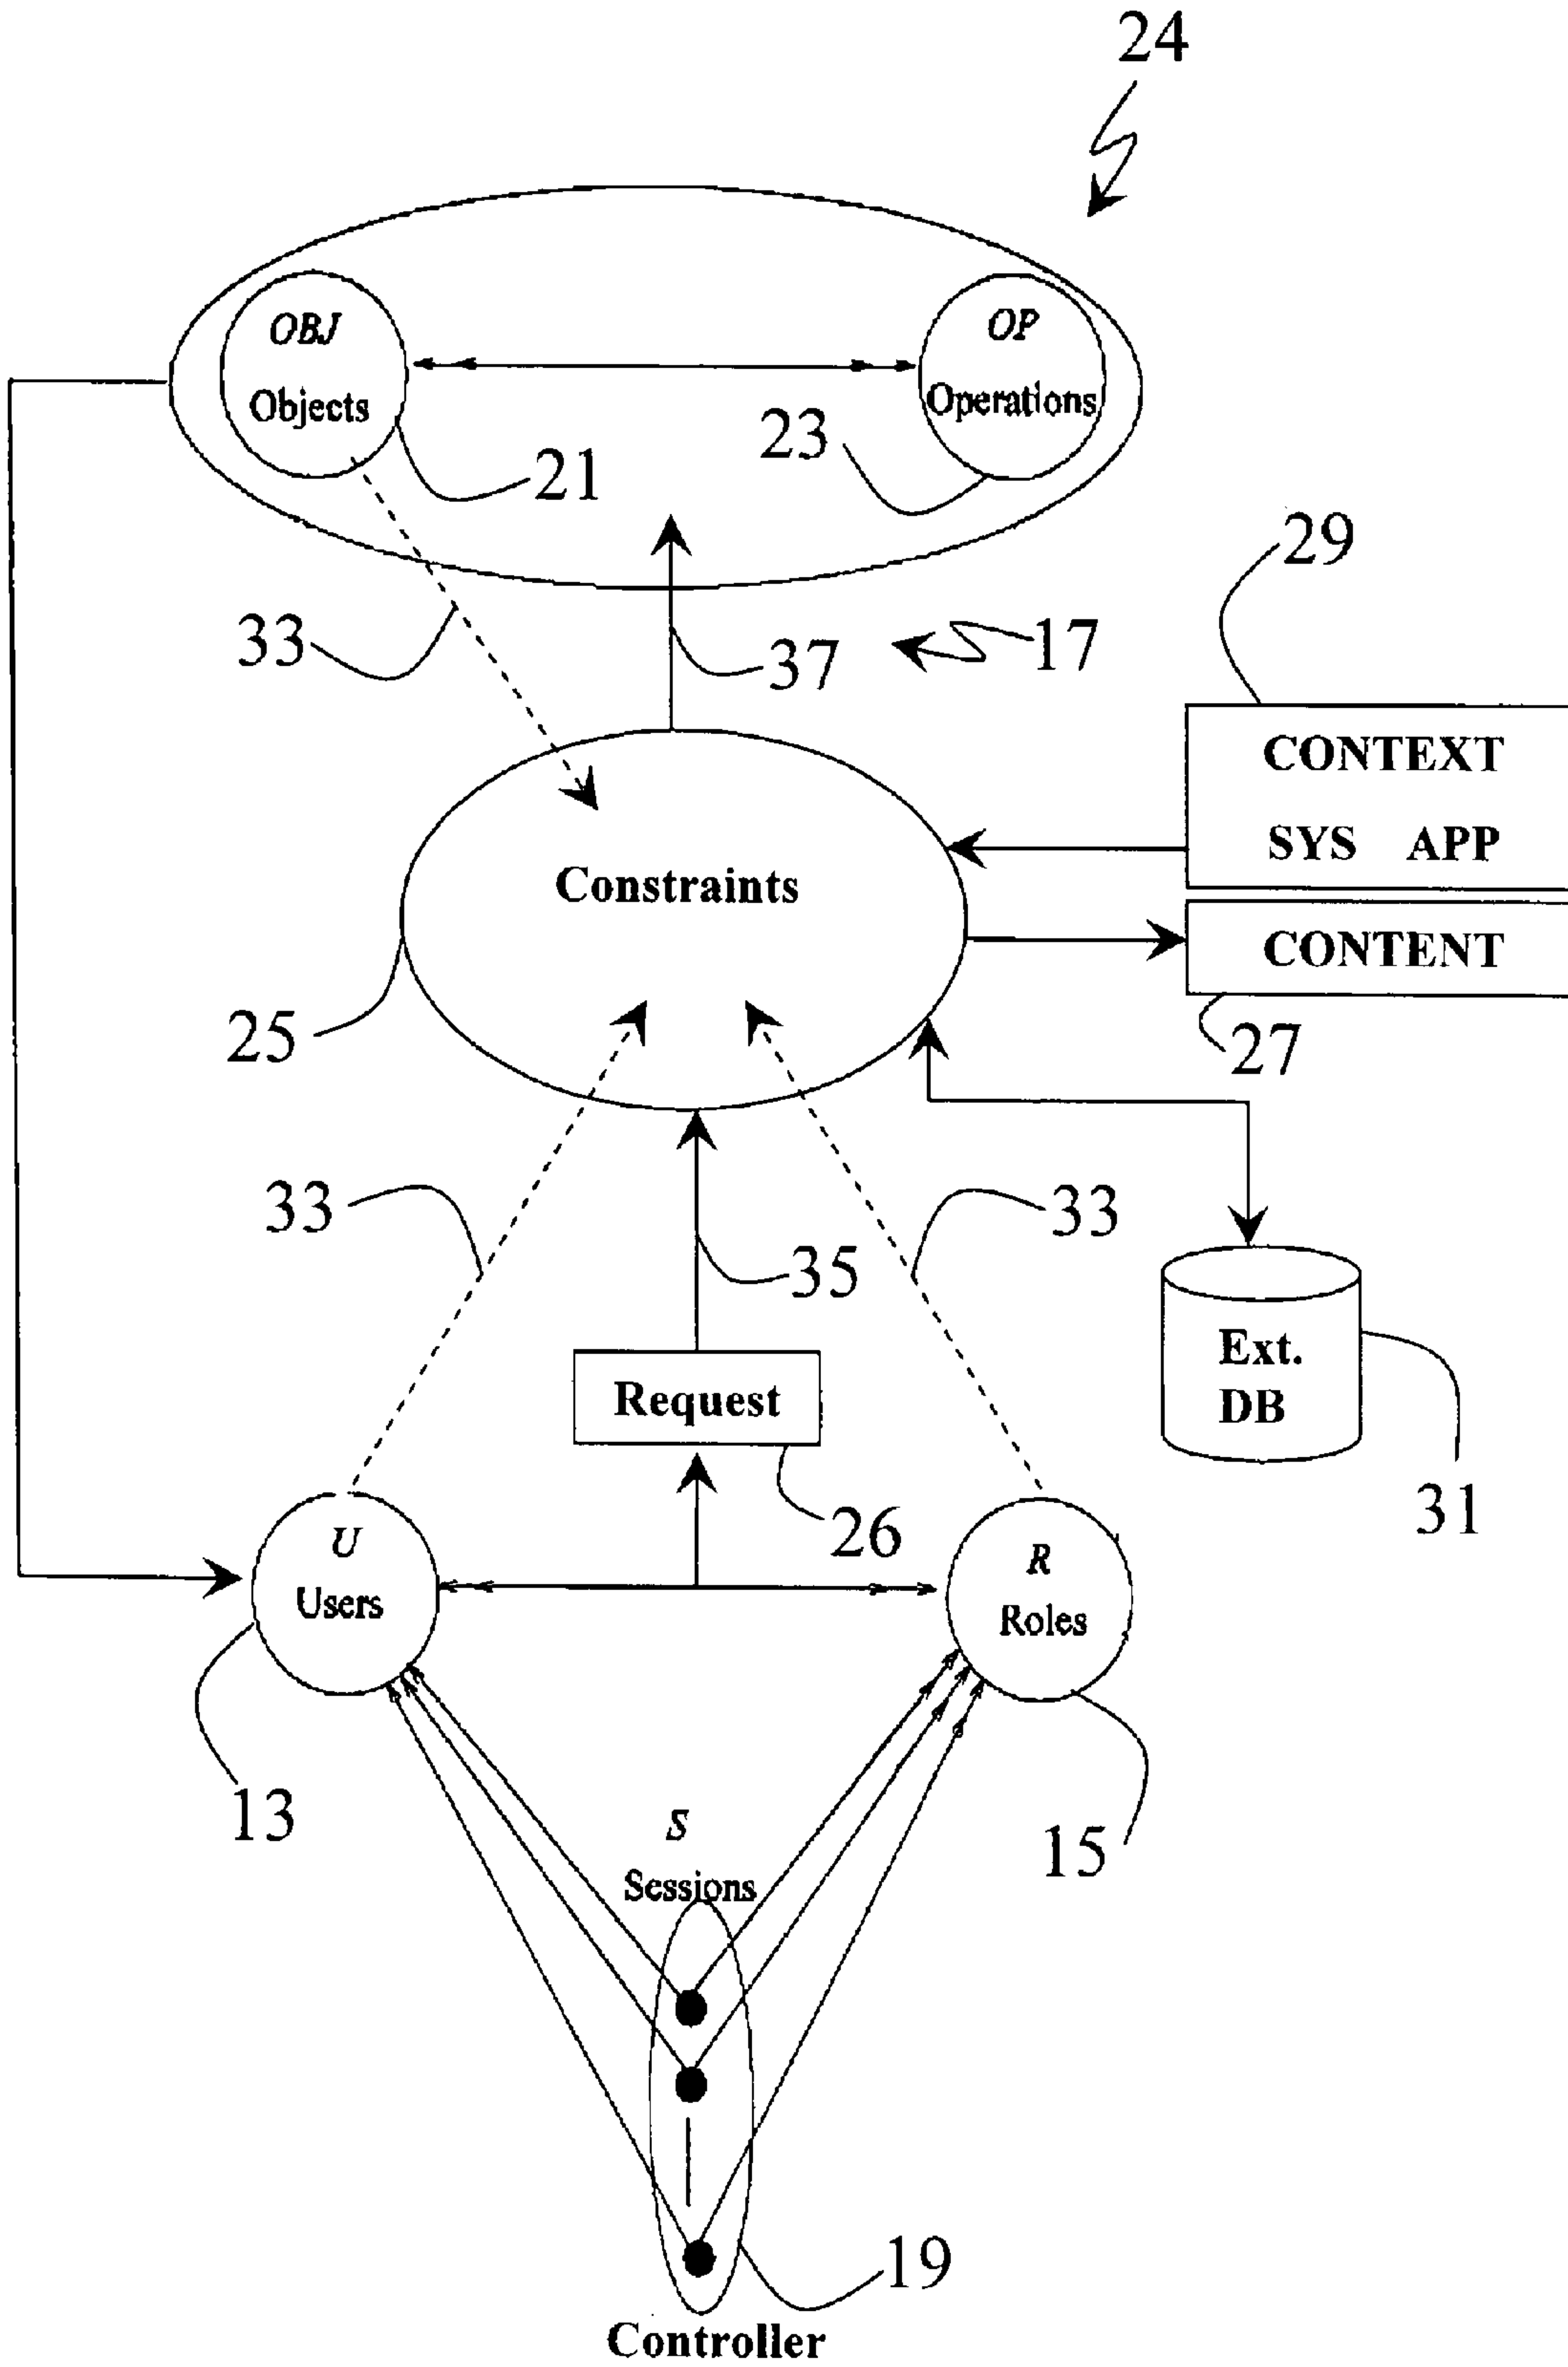 24
OBJ
Objects
OP
Operations
21
23
29
33
37
17
CONTEXT
SYS APP
Constraints
CONTENT
25
27
33
33
35
Ext.
DB
Request
26
31
U
Users
R
Roles
13
15
S
Sessions
19
Controller